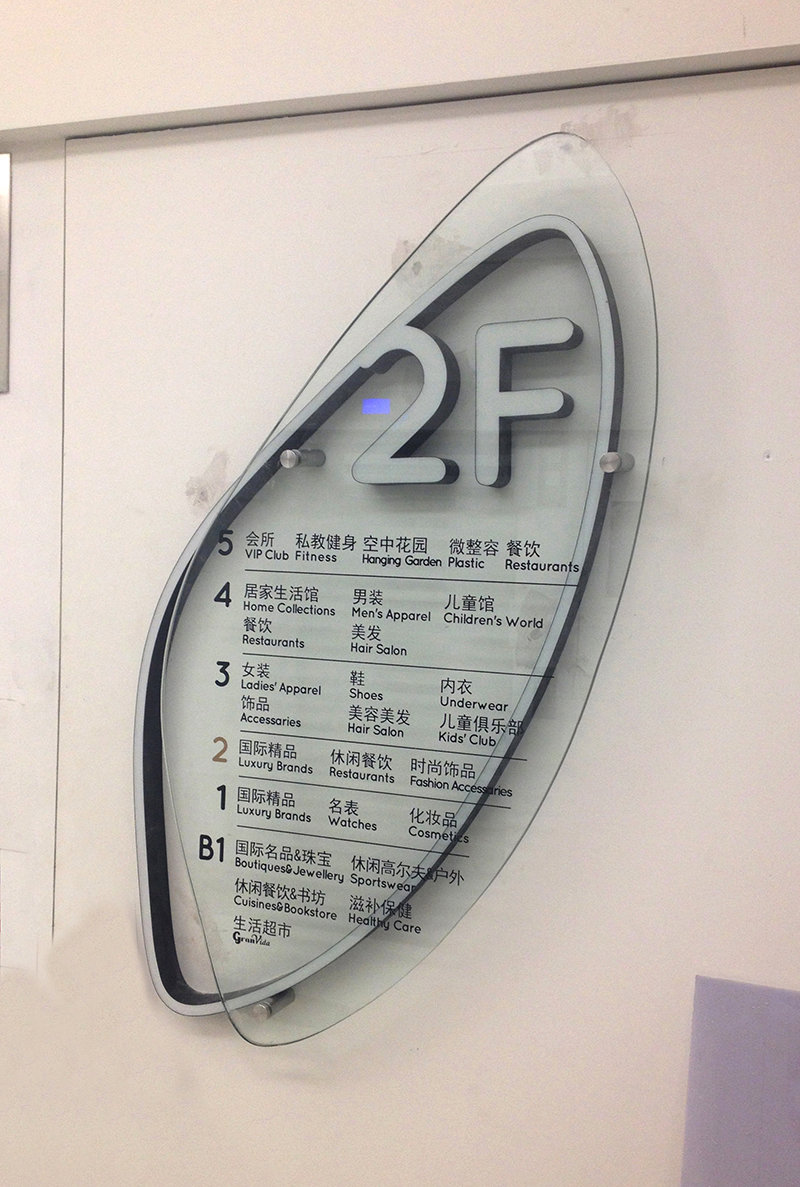 2F
5 会所 私教健身 空中花园 微整容 餐饮
VIP Club Fitness Hanging Garden Plastic Restaurants
4 居家生活馆 男装 儿童馆
Home Collections Men's Apparel Children's World
餐饮 美发
Restaurants Hair Salon
3 女装 鞋 内衣
Ladies' Apparel Shoes Underwear
饰品 美容美发 儿童俱乐部
Accessaries Hair Salon Kids' Club
2 国际精品 休闲餐饮 时尚饰品
Luxury Brands Restaurants Fashion Accessaries
1 国际精品 名表 化妆品
Luxury Brands Watches Cosmetics
B1 国际名品&珠宝 休闲高尔夫&户外
Boutiques&Jewellery Sportswear
休闲餐饮&书坊 滋补保健
Cuisines&Bookstore Healthy Care
生活超市
GranVida